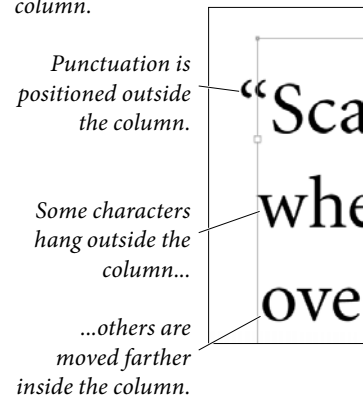 column.
Punctuation is
positioned outside
the column.
“Sca
Some characters
hang outside the
column...
whe
...others are
moved farther
inside the column.
ove